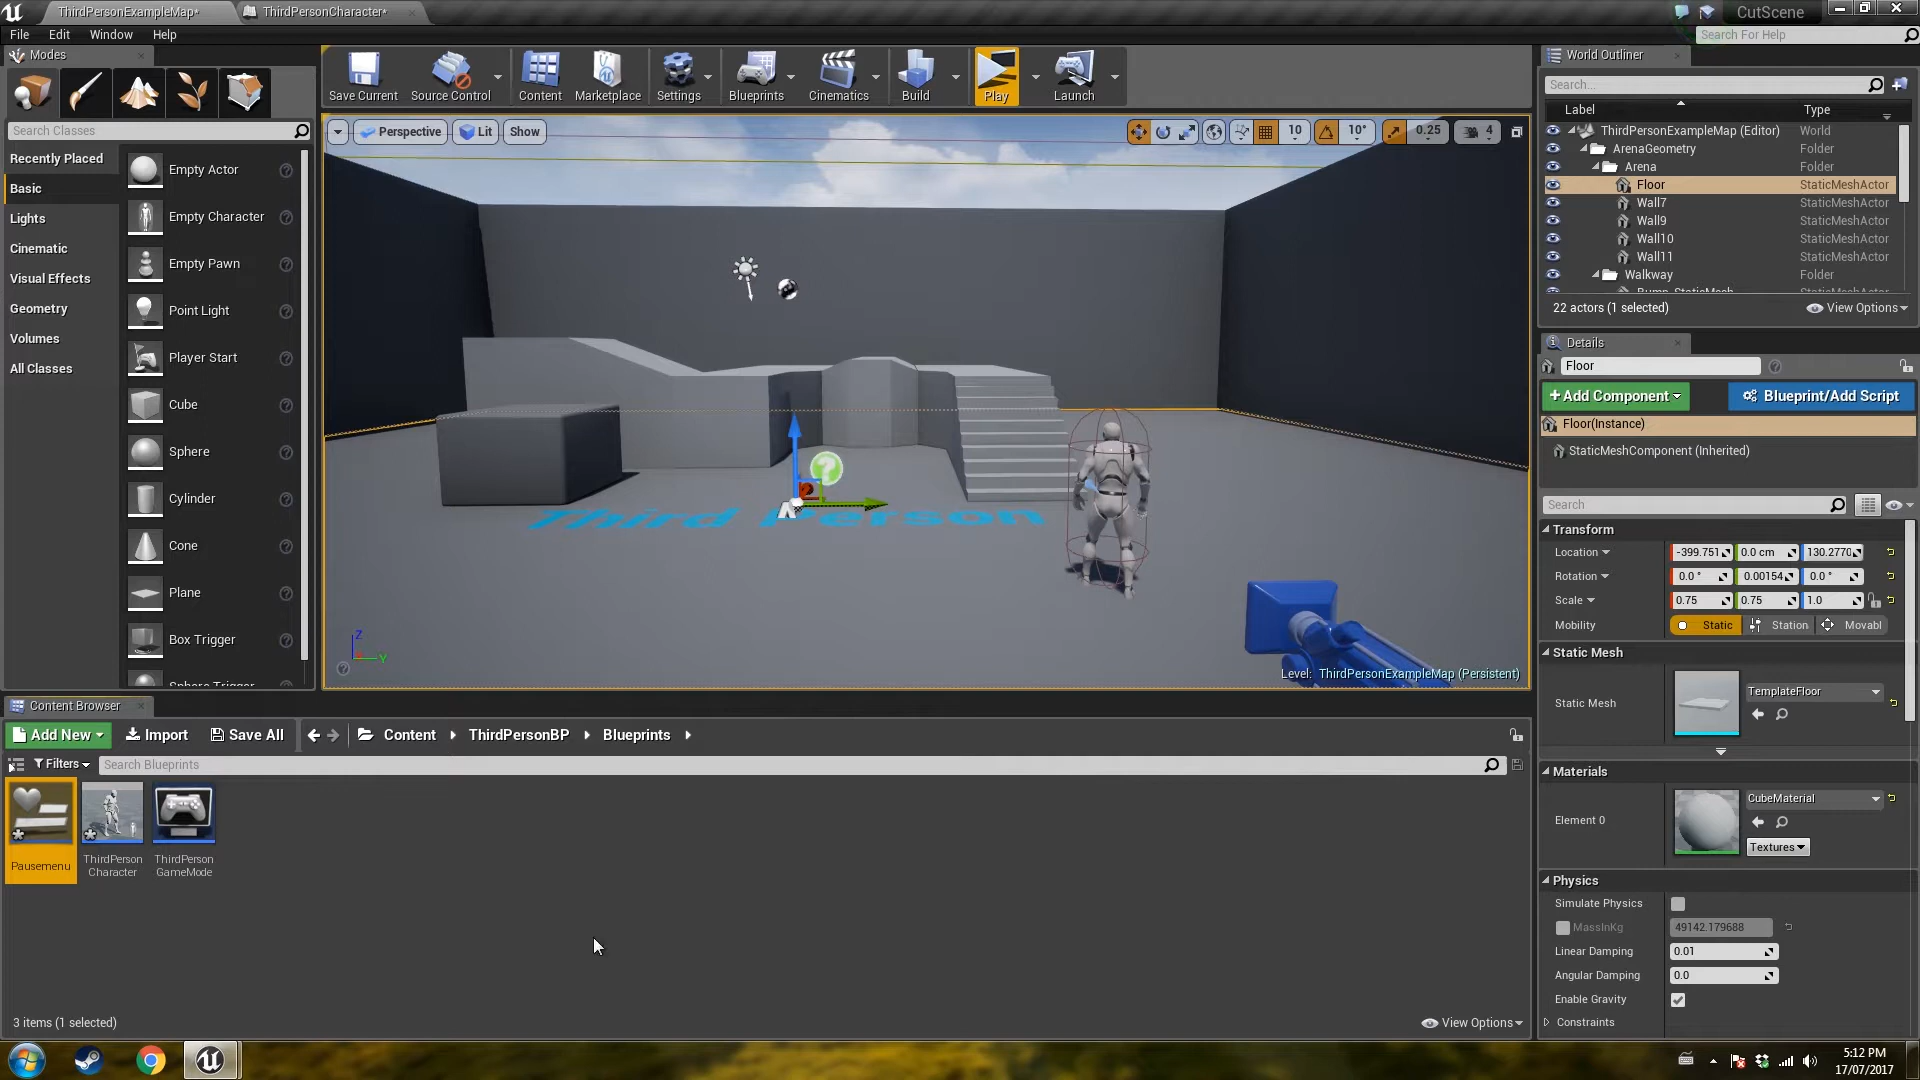 ThirdPersonExampleMap*
ThirdPersonCharacter*
CutScene
File Edit Window Help
Search For Help
Modes
Search Classes
Recently Placed
Basic
Lights
Cinematic
Visual Effects
Geometry
Volumes
All Classes
Empty Actor
Empty Character
Empty Pawn
Point Light
Player Start
Cube
Sphere
Cylinder
Cone
Plane
Box Trigger
Sphere Trigger
Save Current
Source Control
Content
Marketplace
Settings
Blueprints
Cinematics
Build
Play
Launch
Perspective
Lit
Show
10
10°
0.25
4
Third Person
Z
Y
Level: ThirdPersonExampleMap (Persistent)
World Outliner
Search...
Label Type
ThirdPersonExampleMap (Editor) World
ArenaGeometry Folder
Arena Folder
Floor StaticMeshActor
Wall7 StaticMeshActor
Wall9 StaticMeshActor
Wall10 StaticMeshActor
Wall11 StaticMeshActor
Walkway Folder
Bump_StaticMesh StaticMeshActor
22 actors (1 selected)
View Options
Details
Floor
+Add Component
Blueprint/Add Script
Floor(Instance)
StaticMeshComponent (Inherited)
Search
Transform
Location -399.751 0.0 cm 130.2770
Rotation 0.0 ° 0.00154 0.0 °
Scale 0.75 0.75 1.0
Mobility Static Station Movabl
Static Mesh
Static Mesh
TemplateFloor
Materials
Element 0
CubeMaterial
Textures
Physics
Simulate Physics
MassInKg 49142.179688
Linear Damping 0.01
Angular Damping 0.0
Enable Gravity
Constraints
Content Browser
Add New
Import
Save All
Content
ThirdPersonBP
Blueprints
Filters
Search Blueprints
Pausemenu
ThirdPerson
Character
ThirdPerson
GameMode
3 items (1 selected)
View Options
5:12 PM
17/07/2017